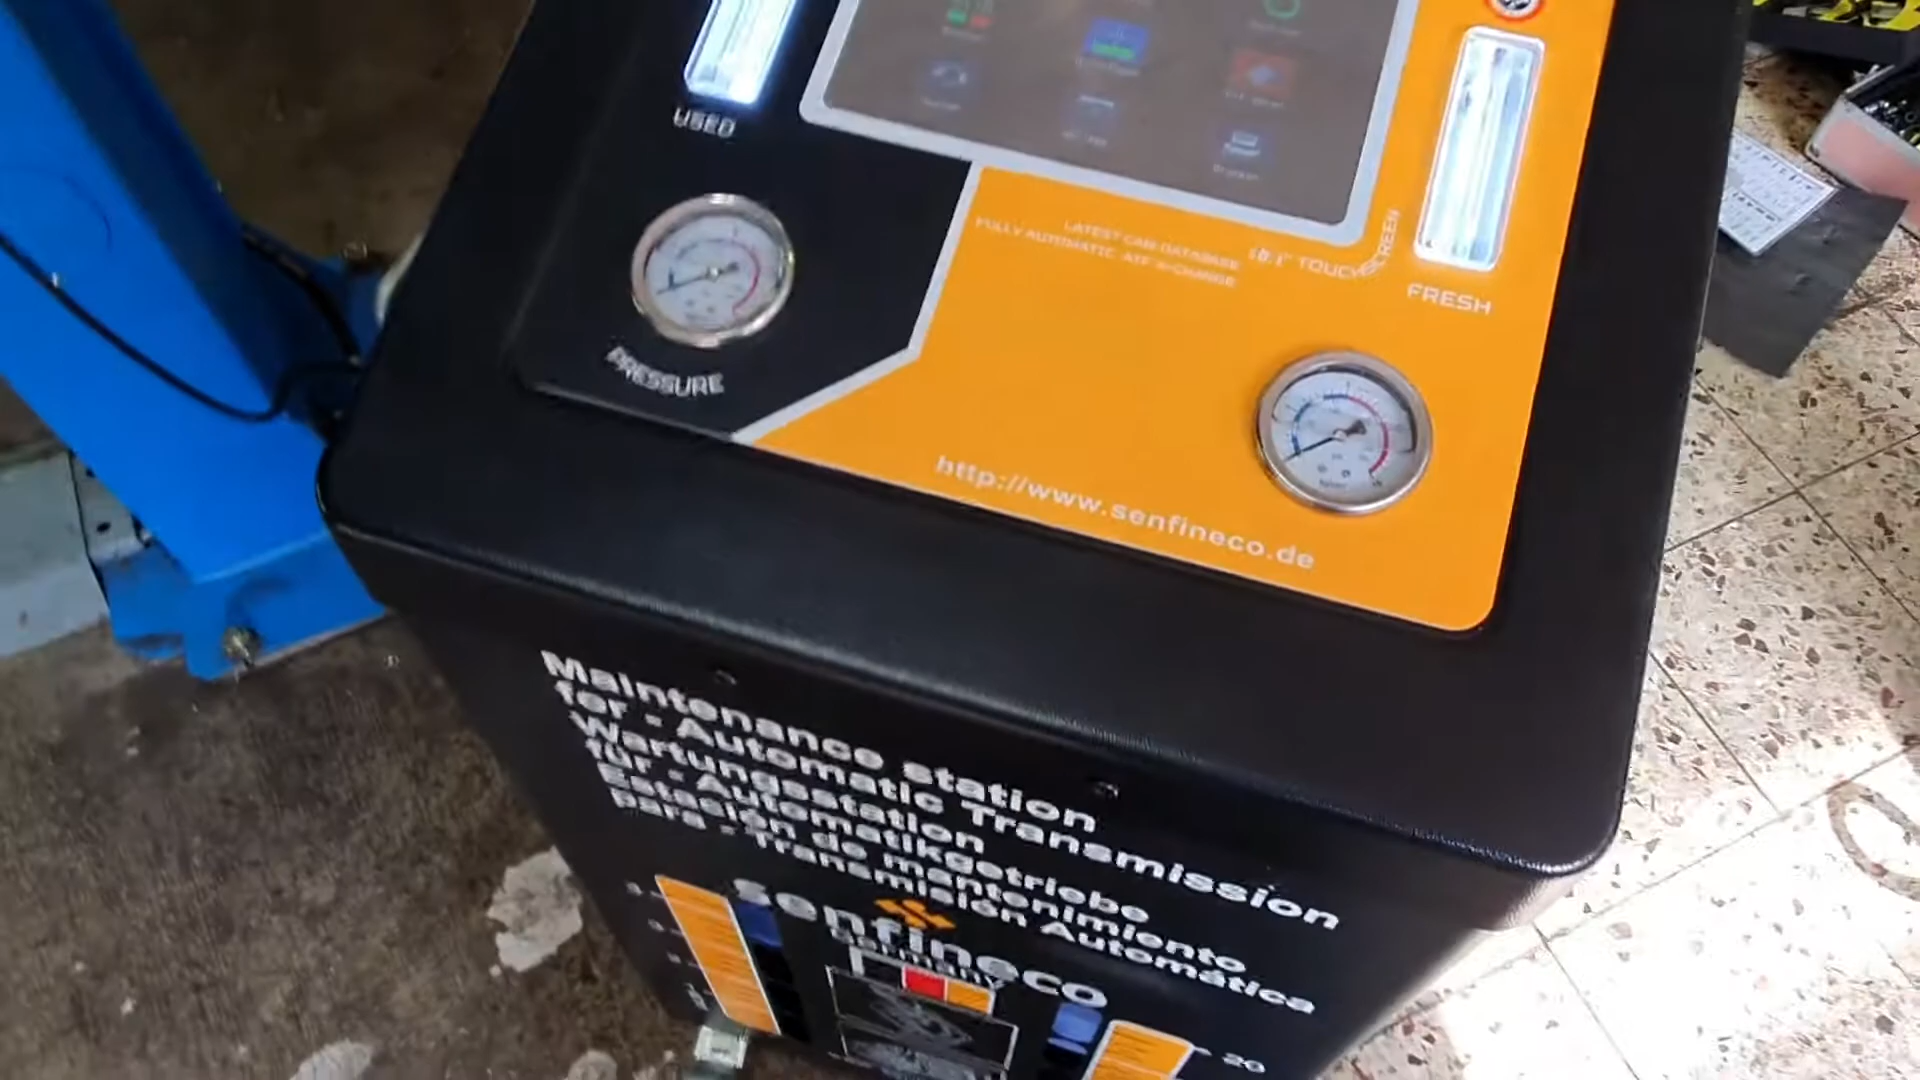 USED
LATEST CAR DATABASE
FULLY AUTOMATIC ATF X-CHANGE
10.1" TOUCHSCREEN
FRESH
PRESSURE
http://www.senfineco.de
Maintenance station
for - Automatic Transmission
Wartungsstation
für - Automatikgetriebe
Estación de mantenimiento
para - Transmisión Automática
senfineco
Germany
20